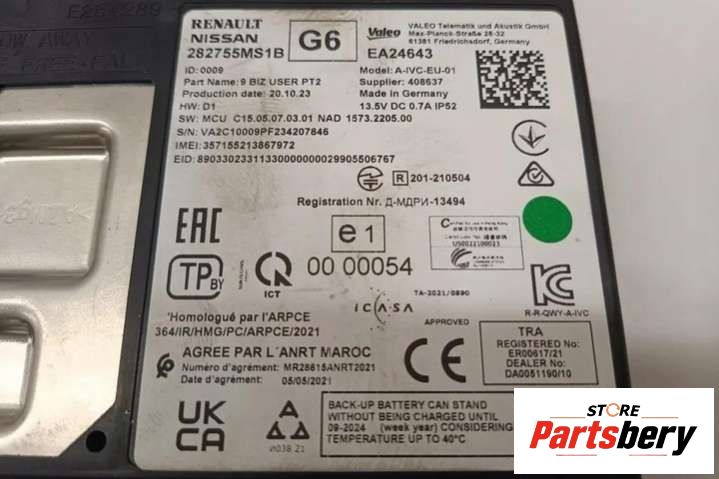 E264289
RENAULT
NISSAN
282755MS1B
G6
Valeo
VALEO Telematik und Akustik GmbH
Max-Planck-Straße 28-32
61381 Friedrichsdorf, Germany
EA24643
ID: 0009
Model: A-IVC-EU-01
Part Name: 9 BIZ USER PT2
Supplier: 408637
Production date: 20.10.23
Made in Germany
HW: D1
13.5V DC 0.7A IP52
SW: MCU C15.05.07.03.01 NAD 1573.2205.00
S/N: VA2C10009PF234207846
IMEI: 357155213867972
EID: 89033023311330000000029905506767
R 201-210504
Registration Nr. Д-МДРИ-13494
EAC
e1
TP BY
ICT
00 00054
TA-2021/0890
ICASA
APPROVED
R-R-QWY-A-IVC
"Homologué par l'ARPCE
364/IR/HMG/PC/ARPCE/2021
TRA
REGISTERED No:
ER00617/21
DEALER No:
DA0051190/10
AGREE PAR L'ANRT MAROC
Numéro d'agrément: MR28615ANRT2021
Date d'agrément:
05/05/2021
CE
UK
CA
BACK-UP BATTERY CAN STAND
WITHOUT BEING CHARGED UNTIL
09-2024 (week year) CONSIDERING
TEMPERATURE UP TO 40°C
STORE
Partsbery